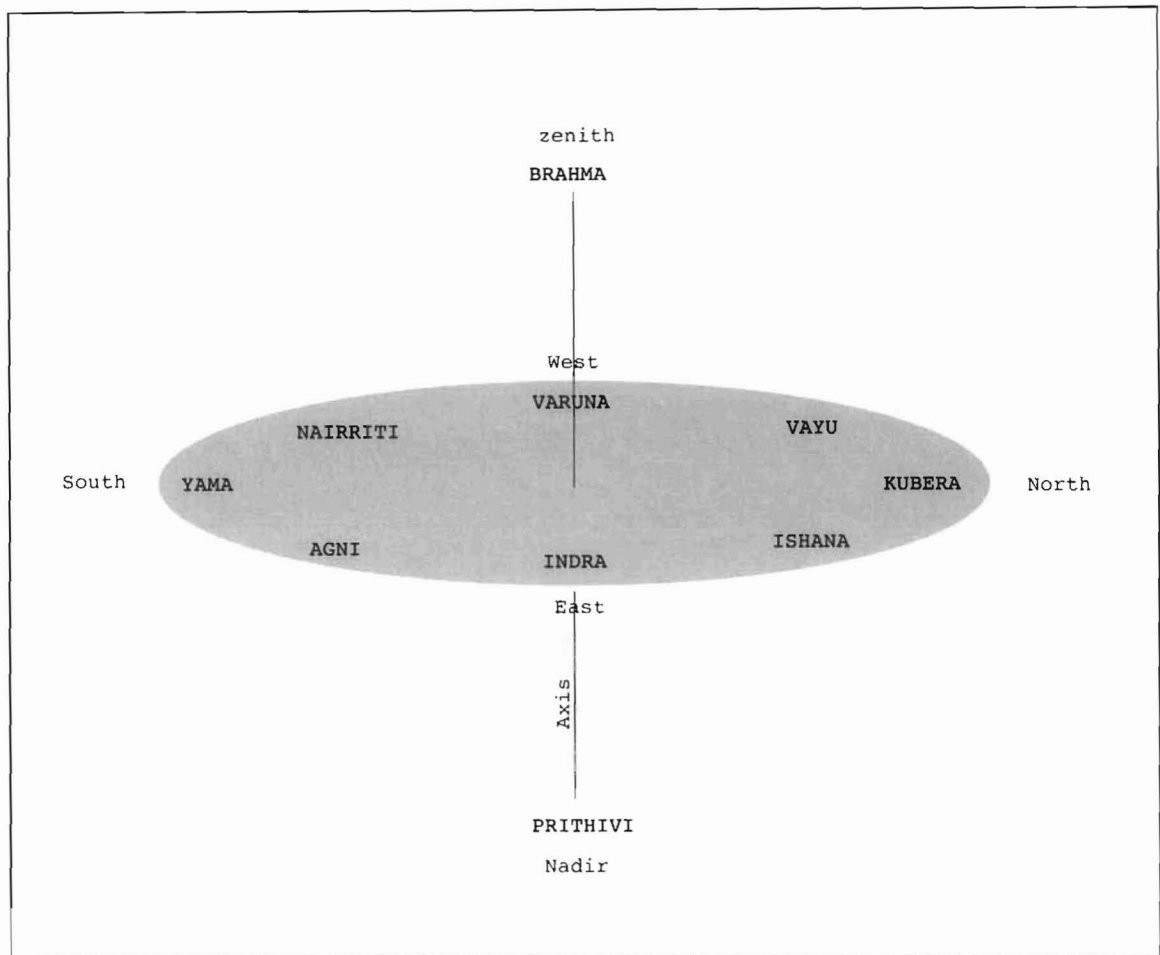 zenith
BRAHMA
West
VARUNA
NAIRRITI
VAYU
South
YAMA
KUBERA
North
AGNI
INDRA
ISHANA
East
Axis
PRITHIVI
Nadir